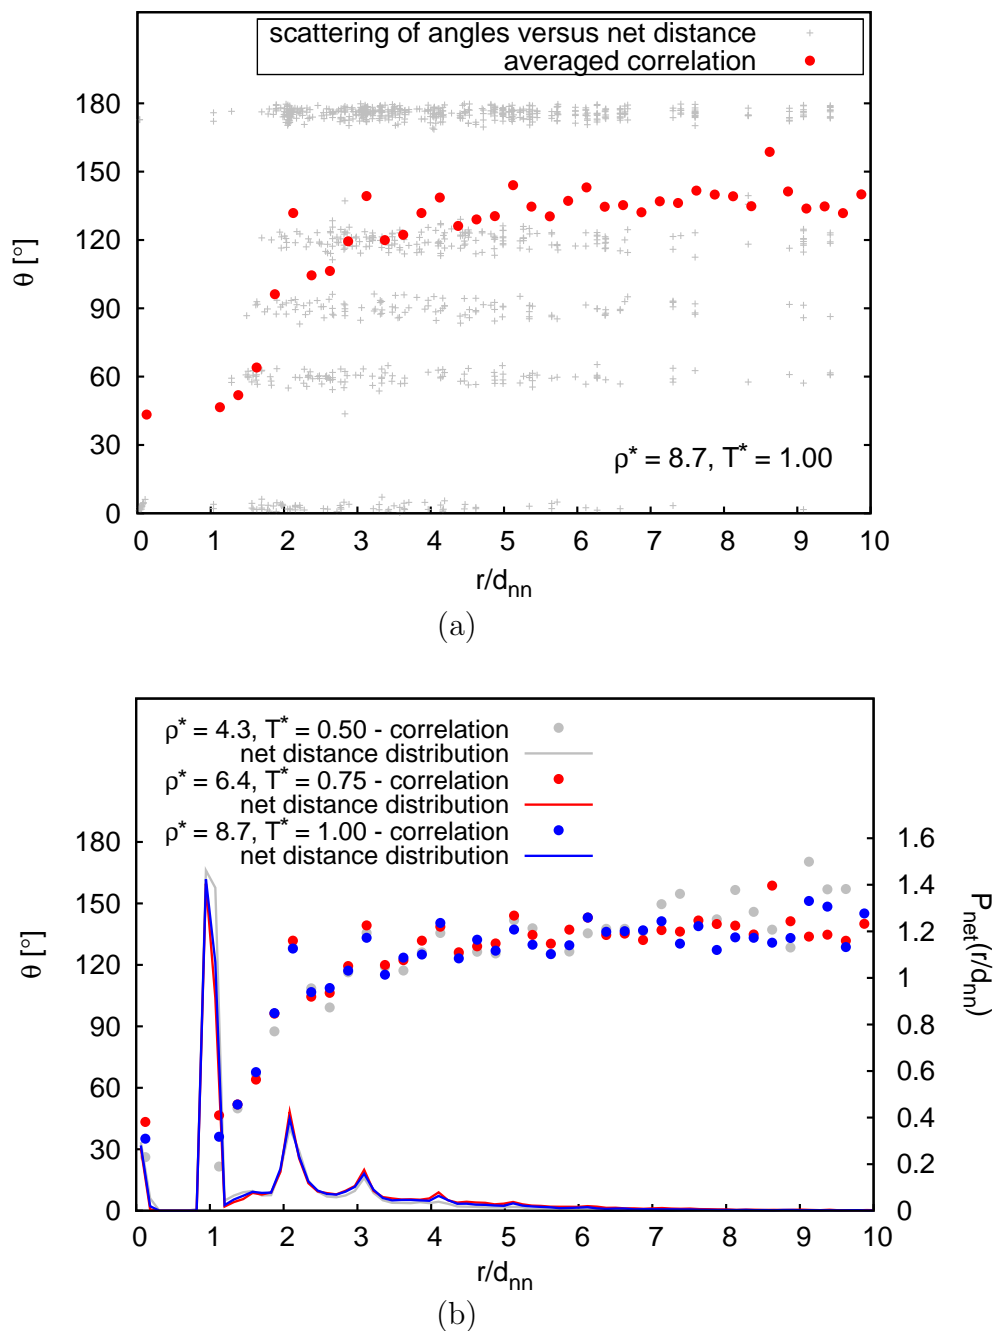 scattering of angles versus net distance
averaged correlation
180
150
120
90
60
30
0
θ [°]
ρ* = 8.7, T* = 1.00
0 1 2 3 4 5 6 7 8 9 10
r/dnn
(a)
ρ* = 4.3, T* = 0.50 - correlation
net distance distribution
ρ* = 6.4, T* = 0.75 - correlation
net distance distribution
ρ* = 8.7, T* = 1.00 - correlation
net distance distribution
180
150
120
90
60
30
0
θ [°]
1.6
1.4
1.2
1
0.8
0.6
0.4
0.2
0
Pnet(r/dnn)
0 1 2 3 4 5 6 7 8 9 10
r/dnn
(b)